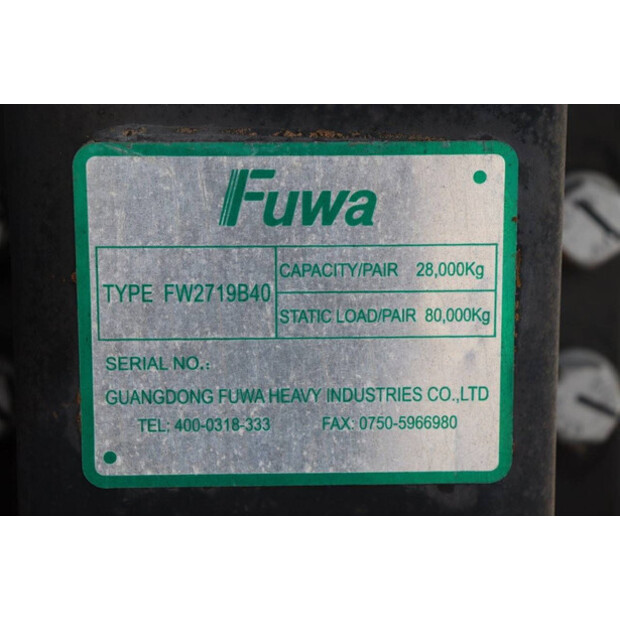 Fuwa
TYPE FW2719B40
CAPACITY/PAIR 28,000Kg
STATIC LOAD/PAIR 80,000Kg
SERIAL NO.:
GUANGDONG FUWA HEAVY INDUSTRIES CO.,LTD
TEL: 400-0318-333 FAX: 0750-5966980